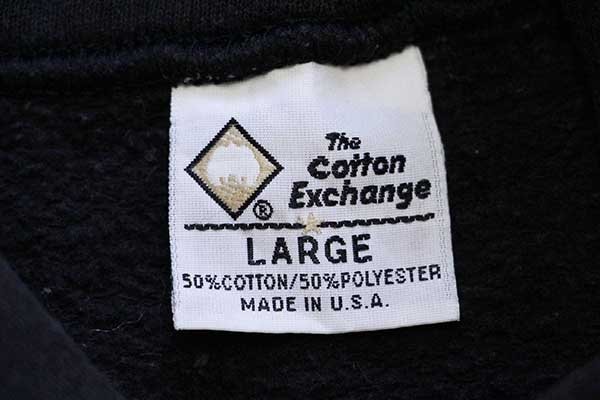 The
Cotton
Exchange
®
LARGE
50%COTTON/50%POLYESTER
MADE IN U.S.A.